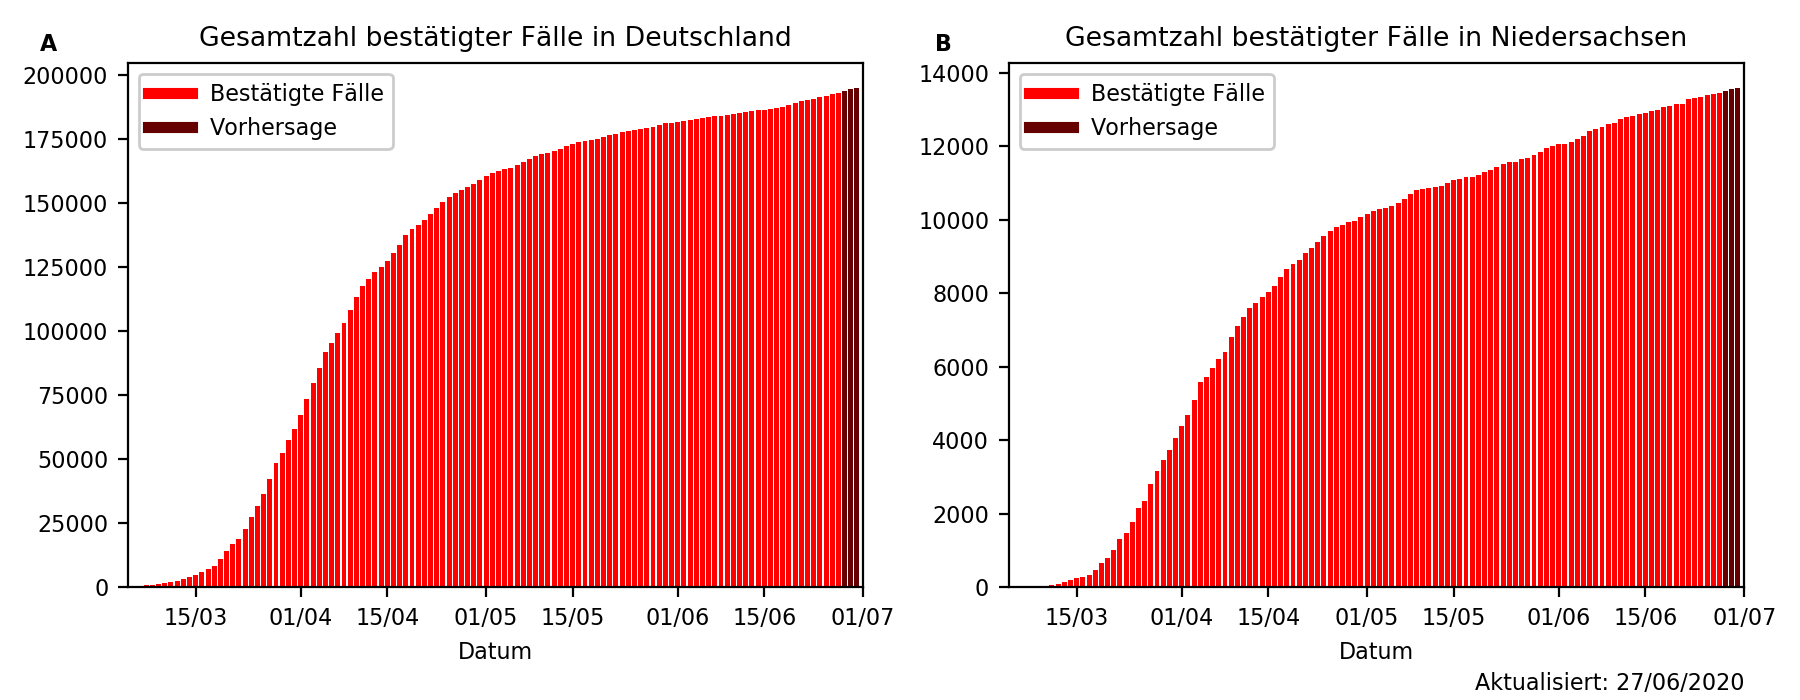 A
Gesamtzahl bestätigter Fälle in Deutschland
Bestätigte Fälle
Vorhersage
200000
175000
150000
125000
100000
75000
50000
25000
0
15/03 01/04 15/04 01/05 15/05 01/06 15/06 01/07
Datum
B
Gesamtzahl bestätigter Fälle in Niedersachsen
Bestätigte Fälle
Vorhersage
14000
12000
10000
8000
6000
4000
2000
0
15/03 01/04 15/04 01/05 15/05 01/06 15/06 01/07
Datum
Aktualisiert: 27/06/2020